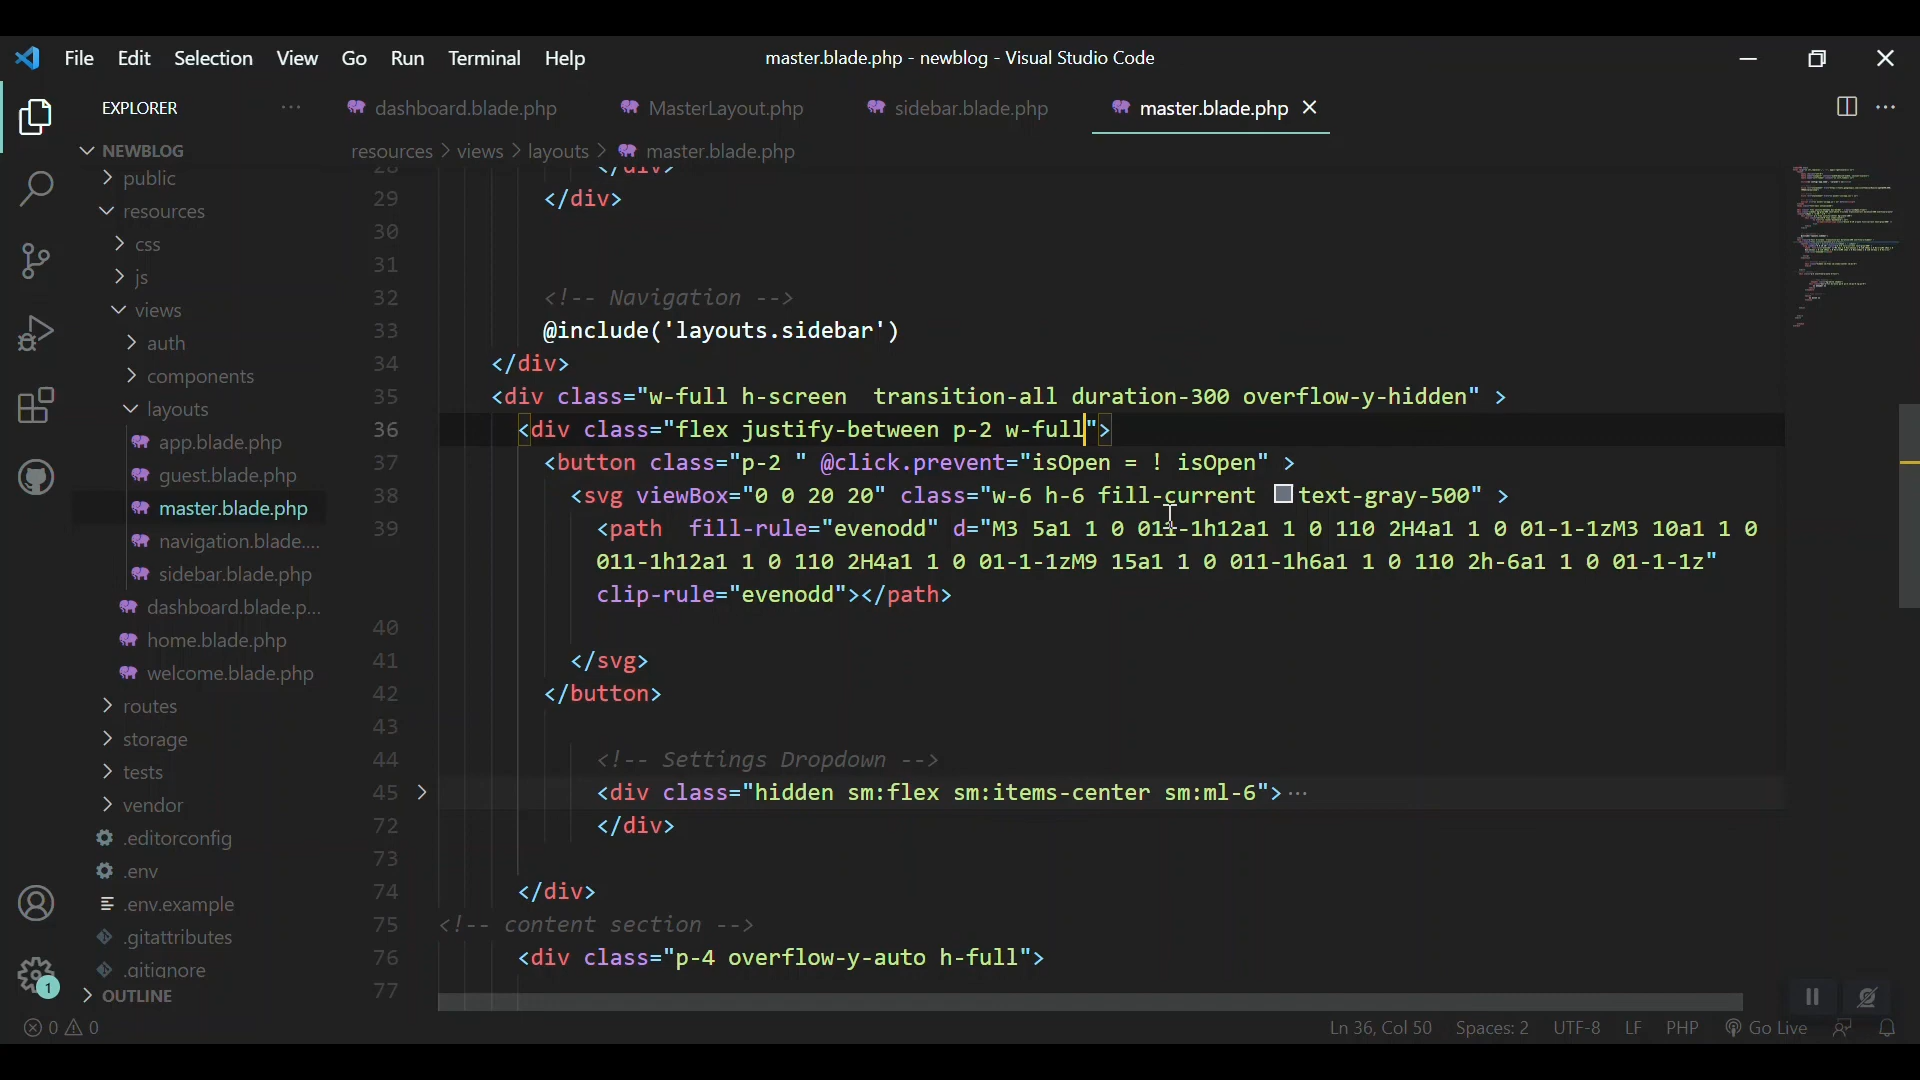 File Edit Selection View Go Run Terminal Help
master.blade.php - newblog - Visual Studio Code
EXPLORER
NEWBLOG
public
resources
css
js
views
auth
components
layouts
app.blade.php
guest.blade.php
master.blade.php
navigation.blade....
sidebar.blade.php
dashboard.blade.p...
home.blade.php
welcome.blade.php
routes
storage
tests
vendor
.editorconfig
.env
.env.example
.gitattributes
.gitignore
OUTLINE
dashboard.blade.php MasterLayout.php sidebar.blade.php master.blade.php
resources > views > layouts > master.blade.php
28 </div>
29 </div>
30
31
32 <!-- Navigation -->
33 @include('layouts.sidebar')
34 </div>
35 <div class="w-full h-screen  transition-all duration-300 overflow-y-hidden" >
36 <div class="flex justify-between p-2 w-full">
37 <button class="p-2 " @click.prevent="isOpen = ! isOpen" >
38 <svg viewBox="0 0 20 20" class="w-6 h-6 fill-current text-gray-500" >
39 <path  fill-rule="evenodd" d="M3 5a1 1 0 011-1h12a1 1 0 110 2H4a1 1 0 01-1-1zM3 10a1 1 0
011-1h12a1 1 0 110 2H4a1 1 0 01-1-1zM9 15a1 1 0 011-1h6a1 1 0 110 2h-6a1 1 0 01-1-1z"
clip-rule="evenodd"></path>
40
41 </svg>
42 </button>
43
44 <!-- Settings Dropdown -->
45 <div class="hidden sm:flex sm:items-center sm:ml-6">...
72 </div>
73
74 </div>
75 <!-- content section -->
76 <div class="p-4 overflow-y-auto h-full">
77
1
0 0
Ln 36, Col 50 Spaces: 2 UTF-8 LF PHP Go Live